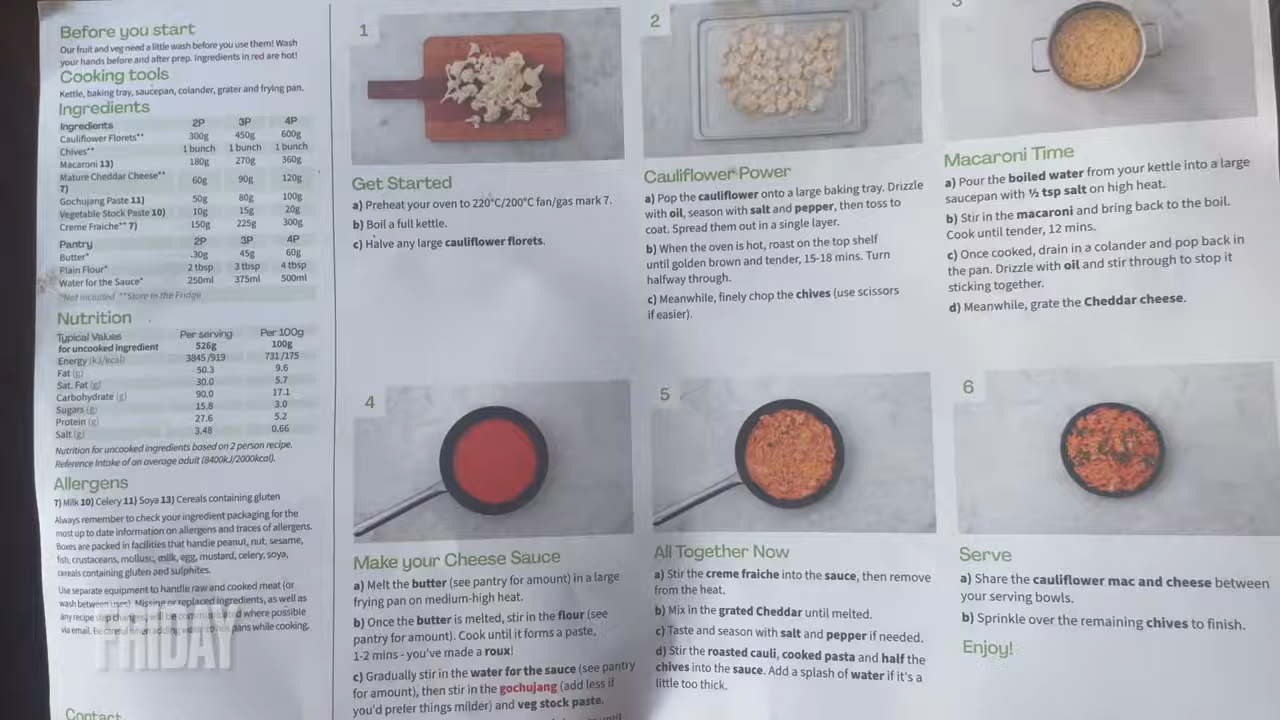 Before you start
Our fruit and veg need a little wash before you use them! Wash
your hands before and after prep. Ingredients in red are hot!
Cooking tools
Kettle, baking tray, saucepan, colander, grater and frying pan.
Ingredients
Ingredients 2P 3P 4P
Cauliflower Florets** 300g 450g 600g
Chives** 1 bunch 1 bunch 1 bunch
Macaroni 13) 180g 270g 360g
Mature Cheddar Cheese** 60g 90g 120g
7)
Gochujang Paste 11) 50g 80g 100g
Vegetable Stock Paste 10) 10g 15g 20g
Creme Fraiche** 7) 150g 225g 300g
Pantry 2P 3P 4P
Butter* 30g 45g 60g
Plain Flour* 2 tbsp 3 tbsp 4 tbsp
Water for the Sauce* 250ml 375ml 500ml
*Not included **Store in the Fridge
Nutrition
Typical Values Per serving Per 100g
for uncooked ingredient 526g 100g
Energy (kJ/kcal) 3845/919 731/175
Fat (g) 50.3 9.6
Sat. Fat (g) 30.0 5.7
Carbohydrate (g) 90.0 17.1
Sugars (g) 15.8 3.0
Protein (g) 27.6 5.2
Salt (g) 3.48 0.66
Nutrition for uncooked ingredients based on 2 person recipe.
Reference Intake of an average adult (8400kJ/2000kcal).
Allergens
7) Milk 10) Celery 11) Soya 13) Cereals containing gluten
Always remember to check your ingredient packaging for the
most up to date information on allergens and traces of allergens.
Boxes are packed in facilities that handle peanut, nut, sesame,
fish, crustaceans, mollusc, milk, egg, mustard, celery, soya,
cereals containing gluten and sulphites.
Use separate equipment to handle raw and cooked meat (or
wash between uses). Missing or replaced ingredients, as well as
any recipe step changes, will be where possible
via email. Be careful when adding pans while cooking.
FRIDAY
Contact
1
Get Started
a) Preheat your oven to 220°C/200°C fan/gas mark 7.
b) Boil a full kettle.
c) Halve any large cauliflower florets.
2
Cauliflower Power
a) Pop the cauliflower onto a large baking tray. Drizzle
with oil, season with salt and pepper, then toss to
coat. Spread them out in a single layer.
b) When the oven is hot, roast on the top shelf
until golden brown and tender, 15-18 mins. Turn
halfway through.
c) Meanwhile, finely chop the chives (use scissors
if easier).
3
Macaroni Time
a) Pour the boiled water from your kettle into a large
saucepan with ½ tsp salt on high heat.
b) Stir in the macaroni and bring back to the boil.
Cook until tender, 12 mins.
c) Once cooked, drain in a colander and pop back in
the pan. Drizzle with oil and stir through to stop it
sticking together.
d) Meanwhile, grate the Cheddar cheese.
4
Make your Cheese Sauce
a) Melt the butter (see pantry for amount) in a large
frying pan on medium-high heat.
b) Once the butter is melted, stir in the flour (see
pantry for amount). Cook until it forms a paste,
1-2 mins - you've made a roux!
c) Gradually stir in the water for the sauce (see pantry
for amount), then stir in the gochujang (add less if
you'd prefer things milder) and veg stock paste.
until
5
All Together Now
a) Stir the creme fraiche into the sauce, then remove
from the heat.
b) Mix in the grated Cheddar until melted.
c) Taste and season with salt and pepper if needed.
d) Stir the roasted cauli, cooked pasta and half the
chives into the sauce. Add a splash of water if it's a
little too thick.
6
Serve
a) Share the cauliflower mac and cheese between
your serving bowls.
b) Sprinkle over the remaining chives to finish.
Enjoy!